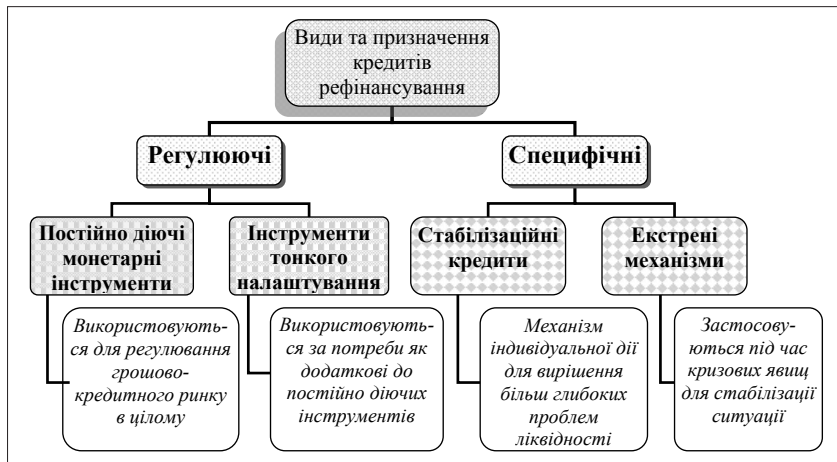 Види та призначення
кредитів
рефінансування
Регулюючі
Специфічні
Постійно діючі
монетарні
інструменти
Інструменти
тонкого
налаштування
Стабілізаційні
кредити
Екстрені
механізми
Використовують-
ся для регулювання
грошово-
кредитного ринку
в цілому
Використовують-
ся за потреби як
додаткові до
постійно діючих
інструментів
Механізм
індивідуальної дії
для вирішення
більш глибоких
проблем
ліквідності
Застосову-
ються під час
кризових явищ
для стабілізації
ситуації